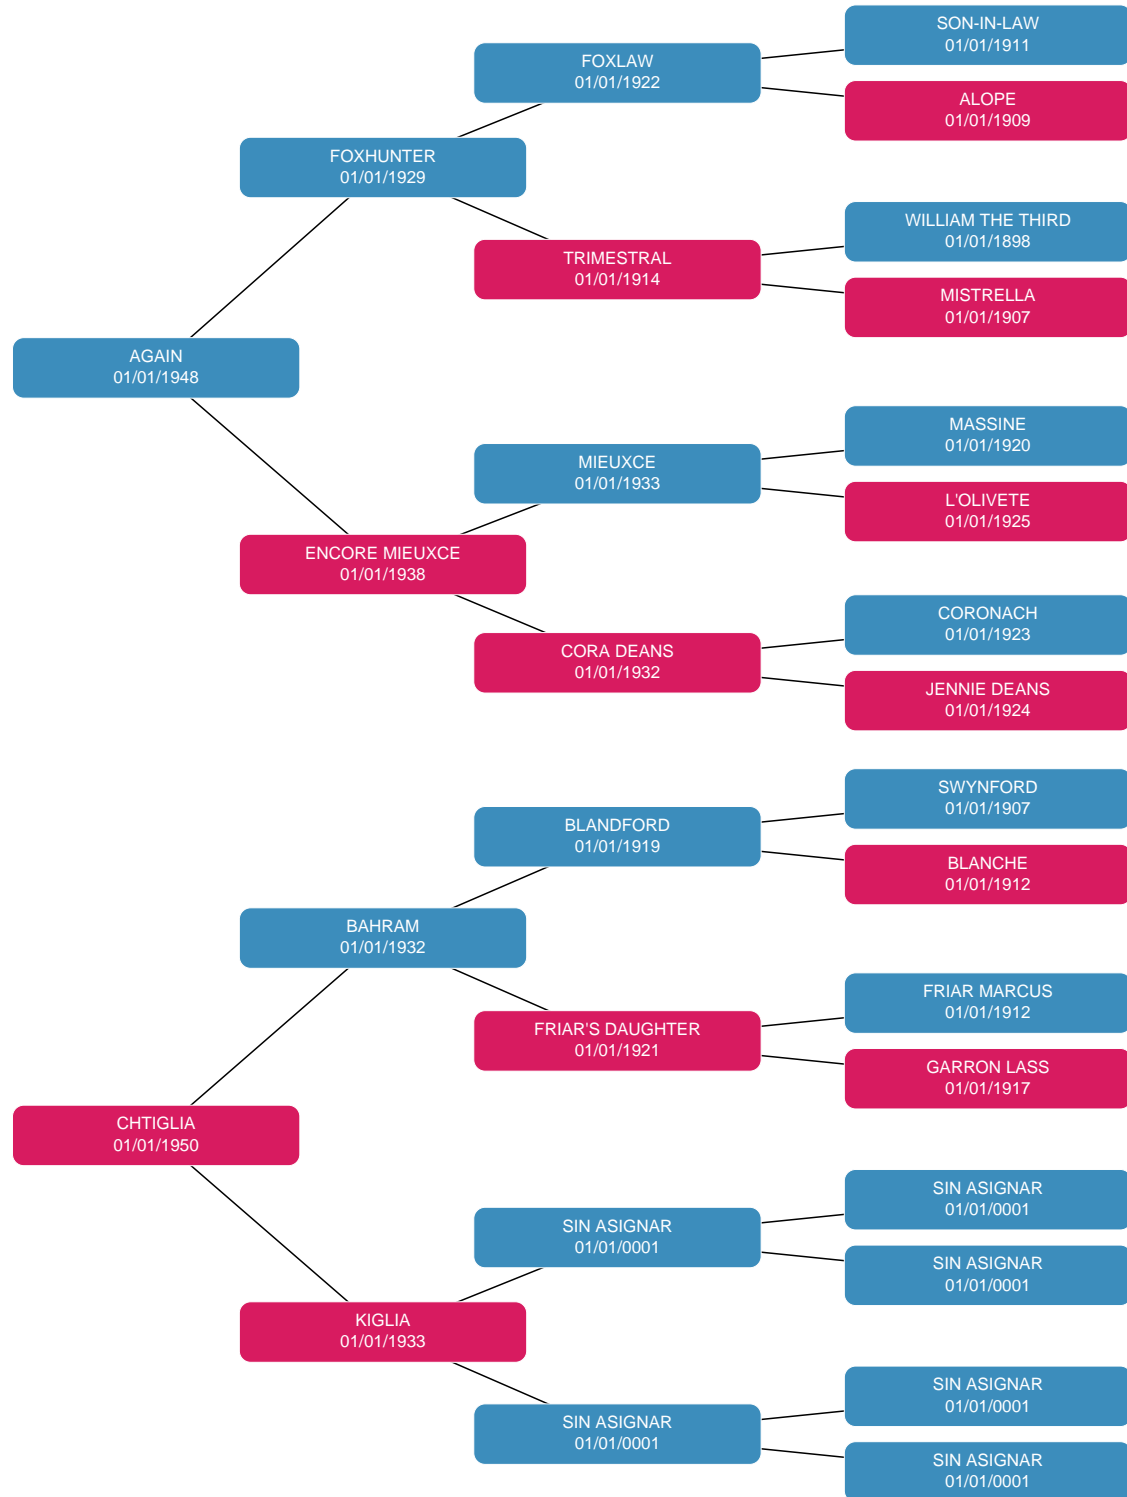 SON-IN-LAW
01/01/1911
FOXLAW
01/01/1922
ALOPE
01/01/1909
FOXHUNTER
01/01/1929
WILLIAM THE THIRD
01/01/1898
TRIMESTRAL
01/01/1914
MISTRELLA
01/01/1907
AGAIN
01/01/1948
MASSINE
01/01/1920
MIEUXCE
01/01/1933
L'OLIVETE
01/01/1925
ENCORE MIEUXCE
01/01/1938
CORONACH
01/01/1923
CORA DEANS
01/01/1932
JENNIE DEANS
01/01/1924
SWYNFORD
01/01/1907
BLANDFORD
01/01/1919
BLANCHE
01/01/1912
BAHRAM
01/01/1932
FRIAR MARCUS
01/01/1912
FRIAR'S DAUGHTER
01/01/1921
GARRON LASS
01/01/1917
CHTIGLIA
01/01/1950
SIN ASIGNAR
01/01/0001
SIN ASIGNAR
01/01/0001
SIN ASIGNAR
01/01/0001
KIGLIA
01/01/1933
SIN ASIGNAR
01/01/0001
SIN ASIGNAR
01/01/0001
SIN ASIGNAR
01/01/0001